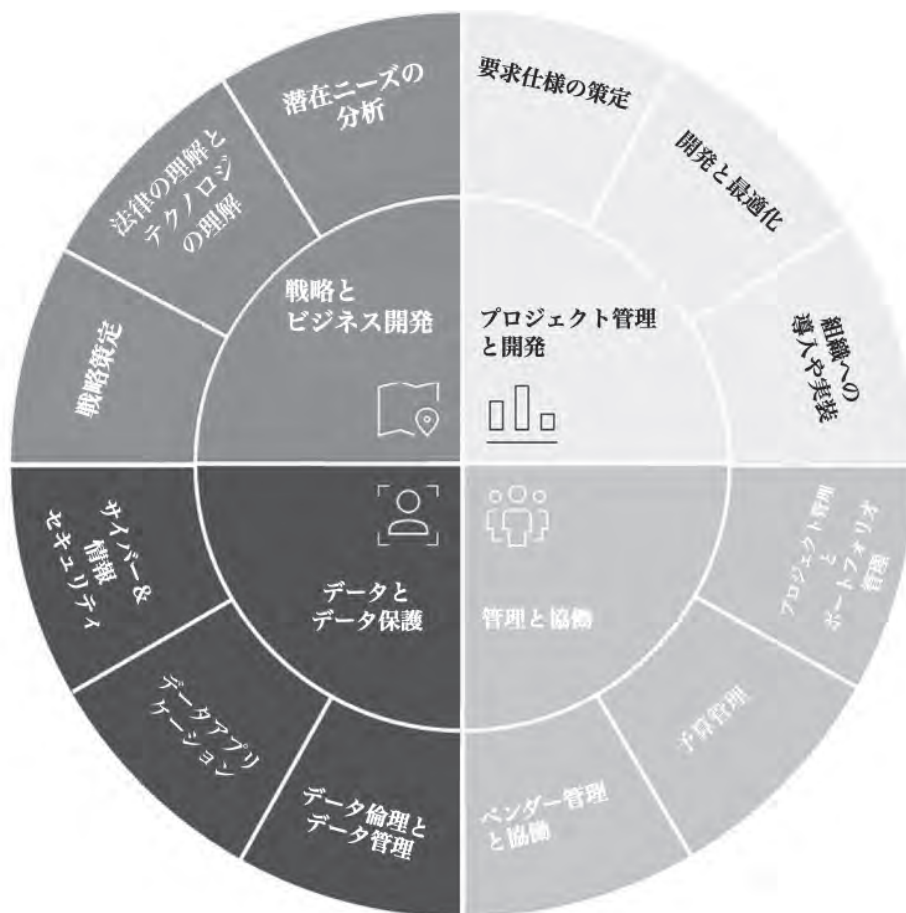 潜在ニーズの
分析
要求仕様の策定
法律の理解と
テクノロジ
の理解
開発と最適化
戦略策定
組織への
導入や実装
戦略と
ビジネス開発
プロジェクト管理
と開発
データと
データ保護
管理と協働
サイバー&
情報
セキュリティ
プロジェクト管理
と
ポートフォリオ
管理
データアプリ
ケーション
予算管理
データ倫理と
データ管理
ベンダー管理
と協働